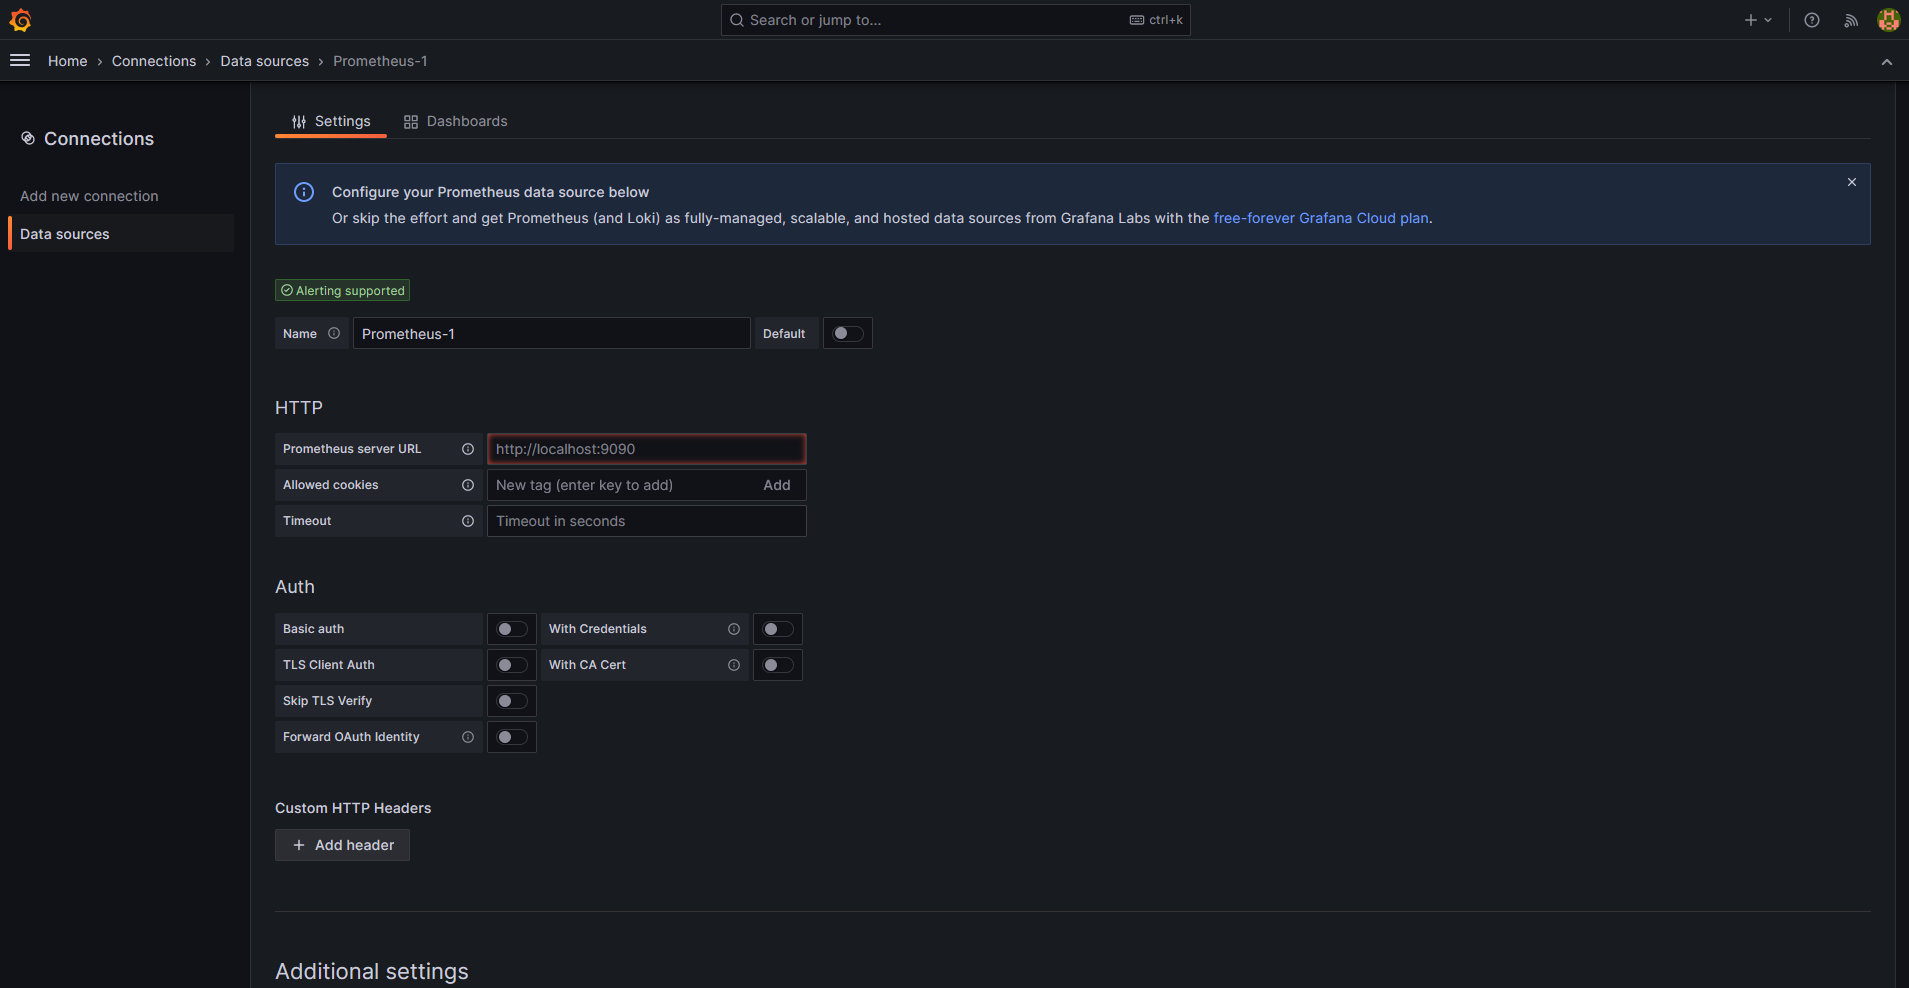 Search or jump to...
ctrl+k
Home › Connections › Data sources › Prometheus-1
Connections
Add new connection
Data sources
Settings
Dashboards
Configure your Prometheus data source below
Or skip the effort and get Prometheus (and Loki) as fully-managed, scalable, and hosted data sources from Grafana Labs with the free-forever Grafana Cloud plan.
Alerting supported
Name
Prometheus-1
Default
HTTP
Prometheus server URL
http://localhost:9090
Allowed cookies
New tag (enter key to add)
Add
Timeout
Timeout in seconds
Auth
Basic auth
With Credentials
TLS Client Auth
With CA Cert
Skip TLS Verify
Forward OAuth Identity
Custom HTTP Headers
Add header
Additional settings